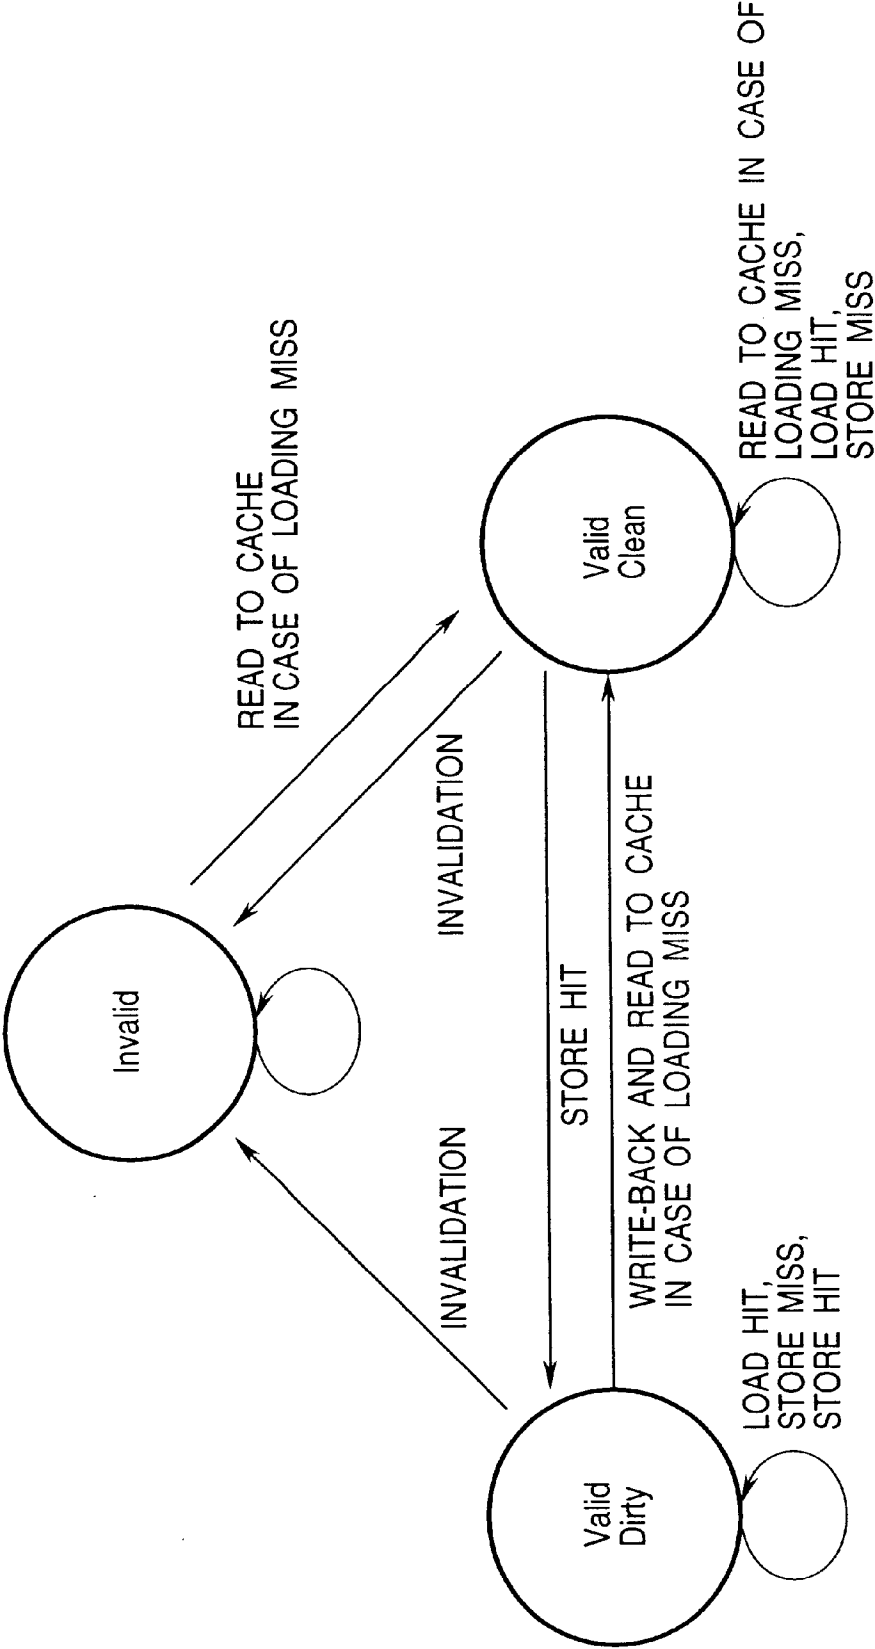 Invalid
READ TO CACHE
IN CASE OF LOADING MISS
INVALIDATION
INVALIDATION
STORE HIT
WRITE-BACK AND READ TO CACHE
IN CASE OF LOADING MISS
Valid
Dirty
Valid
Clean
LOAD HIT,
STORE MISS,
STORE HIT
READ TO CACHE IN CASE OF
LOADING MISS,
LOAD HIT,
STORE MISS